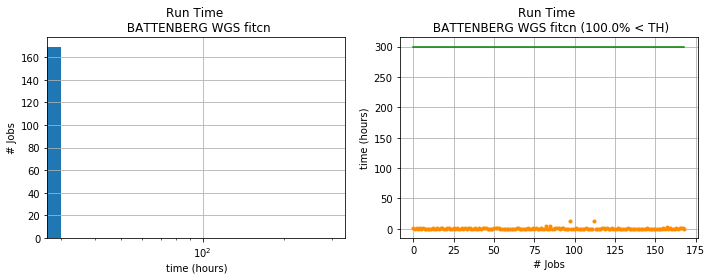 Run Time
BATTENBERG WGS fitcn
160
140
120
100
80
60
40
20
0
# Jobs
10²
time (hours)
Run Time
BATTENBERG WGS fitcn (100.0% < TH)
300
250
200
150
100
50
0
time (hours)
0 25 50 75 100 125 150 175
# Jobs